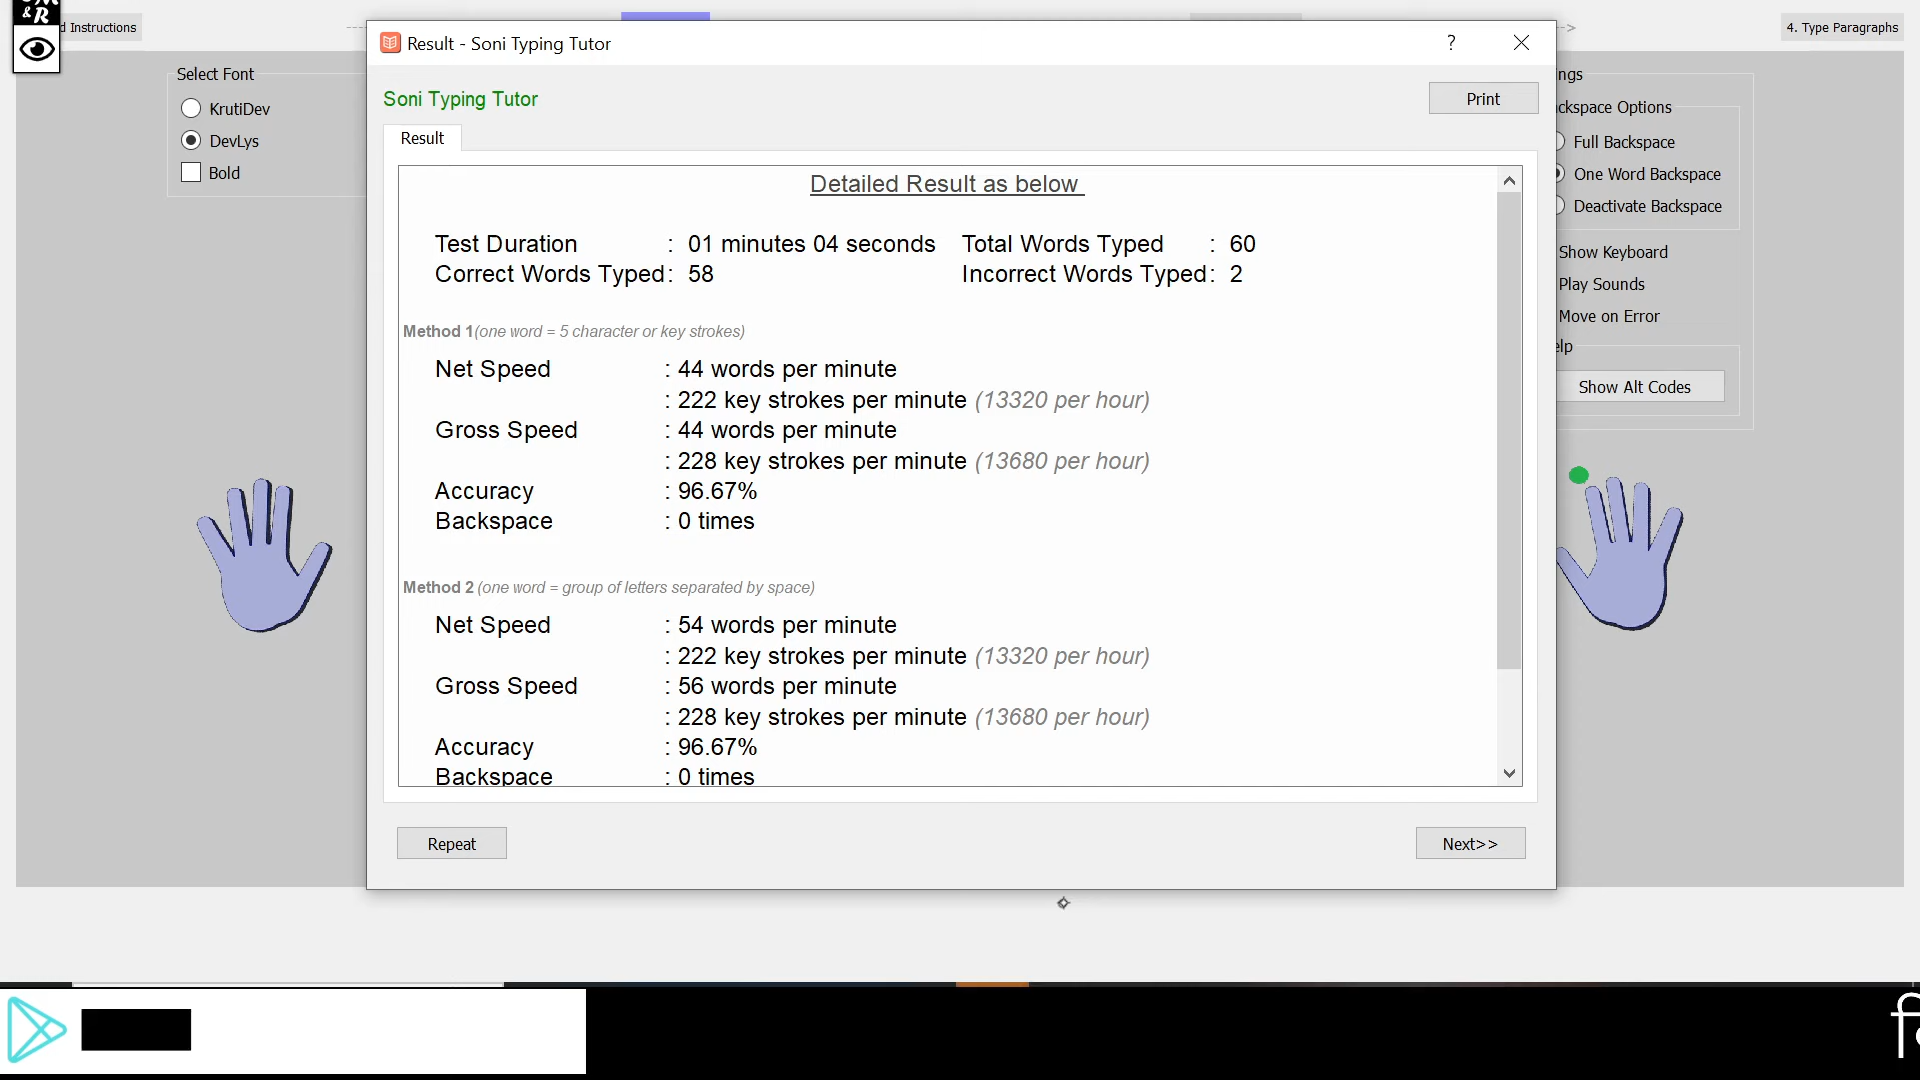 &R
d Instructions
4. Type Paragraphs
Result - Soni Typing Tutor
?
Select Font
KrutiDev
DevLys
Bold
Soni Typing Tutor
Print
Result
Detailed Result as below
Test Duration : 01 minutes 04 seconds Total Words Typed : 60
Correct Words Typed : 58 Incorrect Words Typed : 2
Method 1(one word = 5 character or key strokes)
Net Speed : 44 words per minute
: 222 key strokes per minute (13320 per hour)
Gross Speed : 44 words per minute
: 228 key strokes per minute (13680 per hour)
Accuracy : 96.67%
Backspace : 0 times
Method 2 (one word = group of letters separated by space)
Net Speed : 54 words per minute
: 222 key strokes per minute (13320 per hour)
Gross Speed : 56 words per minute
: 228 key strokes per minute (13680 per hour)
Accuracy : 96.67%
Backspace : 0 times
Repeat
Next>>
ngs
ckspace Options
Full Backspace
One Word Backspace
Deactivate Backspace
Show Keyboard
Play Sounds
Move on Error
elp
Show Alt Codes